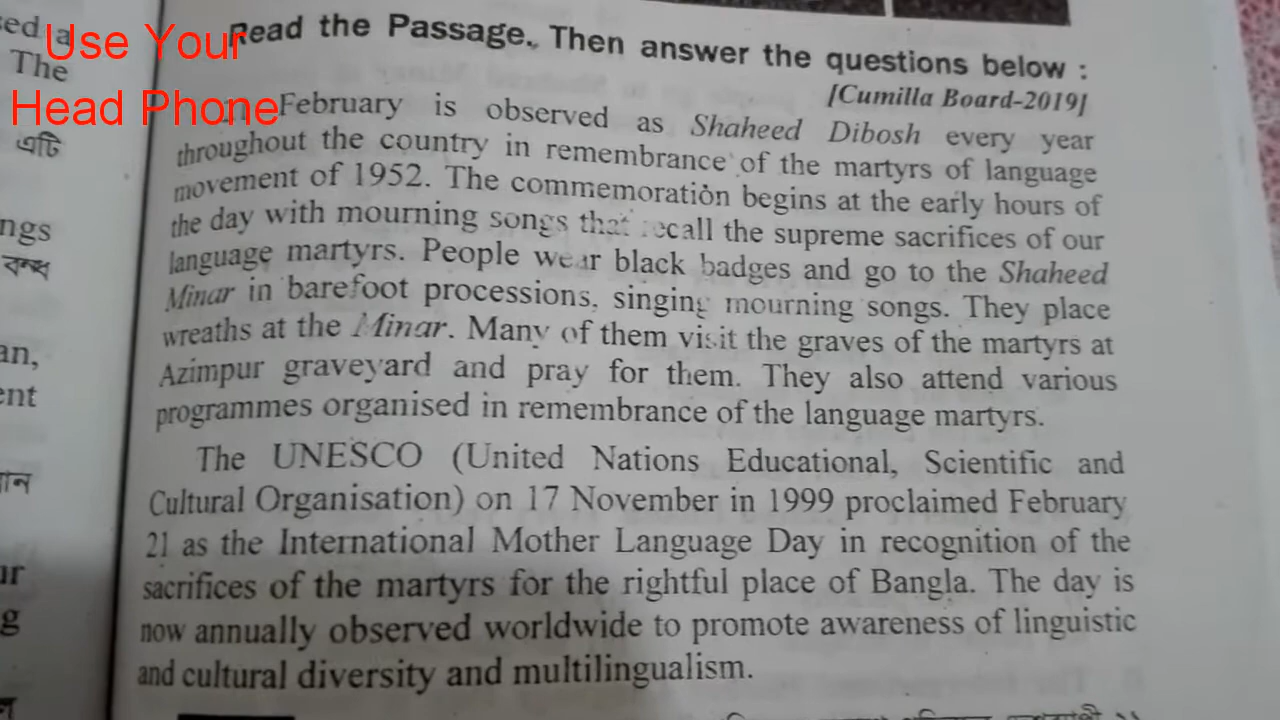 Use Your
Head Phone
sed a
The
এটি
ngs
বন্ধ
an,
ent
ur
g
Read the Passage. Then answer the questions below :
[Cumilla Board-2019]
February is observed as Shaheed Dibosh every year
throughout the country in remembrance of the martyrs of language
movement of 1952. The commemoration begins at the early hours of
the day with mourning songs that recall the supreme sacrifices of our
language martyrs. People wear black badges and go to the Shaheed
Minar in barefoot processions, singing mourning songs. They place
wreaths at the Minar. Many of them visit the graves of the martyrs at
Azimpur graveyard and pray for them. They also attend various
programmes organised in remembrance of the language martyrs.
The UNESCO (United Nations Educational, Scientific and
Cultural Organisation) on 17 November in 1999 proclaimed February
21 as the International Mother Language Day in recognition of the
sacrifices of the martyrs for the rightful place of Bangla. The day is
now annually observed worldwide to promote awareness of linguistic
and cultural diversity and multilingualism.